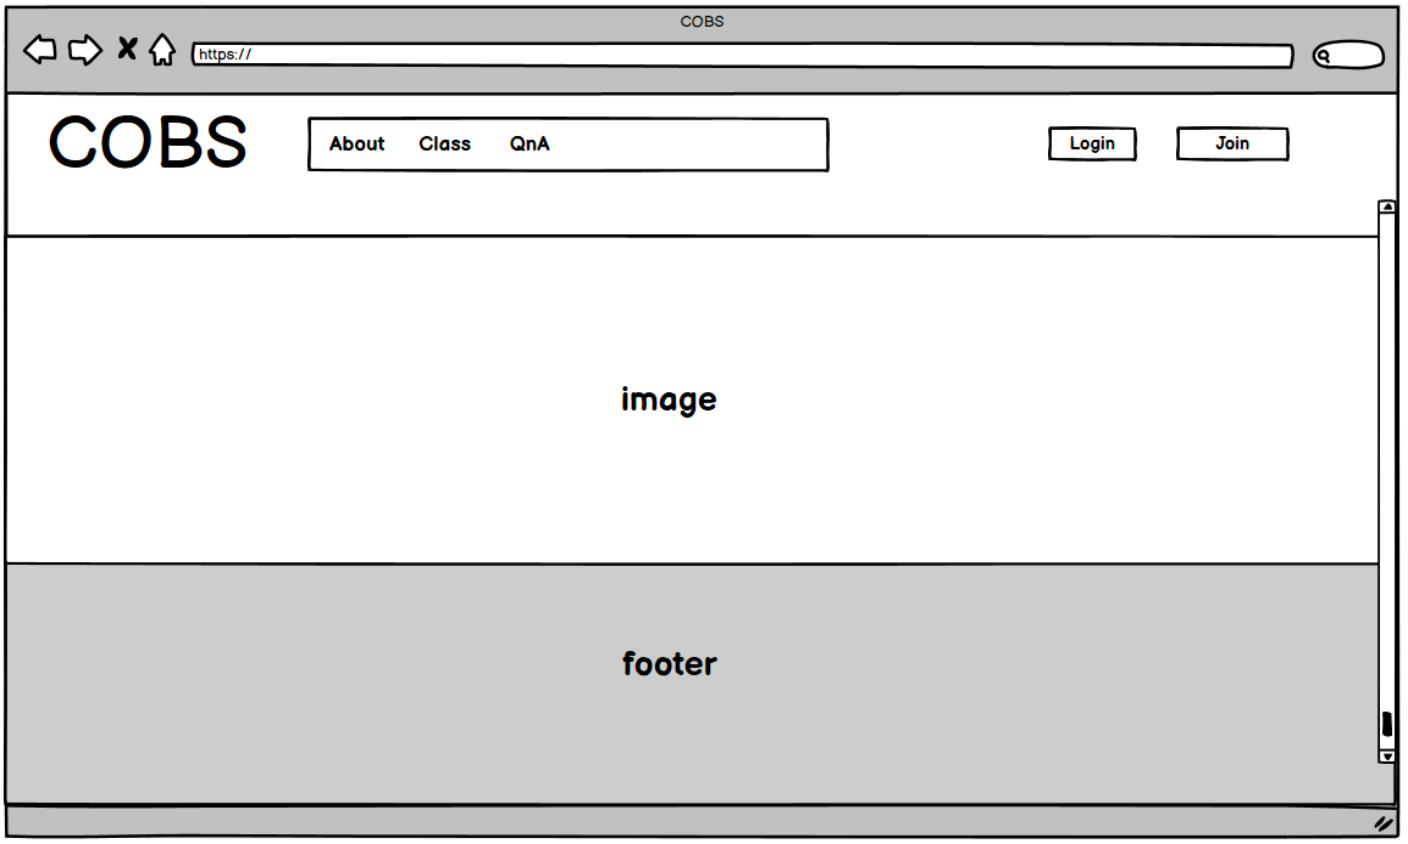 COBS
https://
COBS
About Class QnA
Login
Join
image
footer